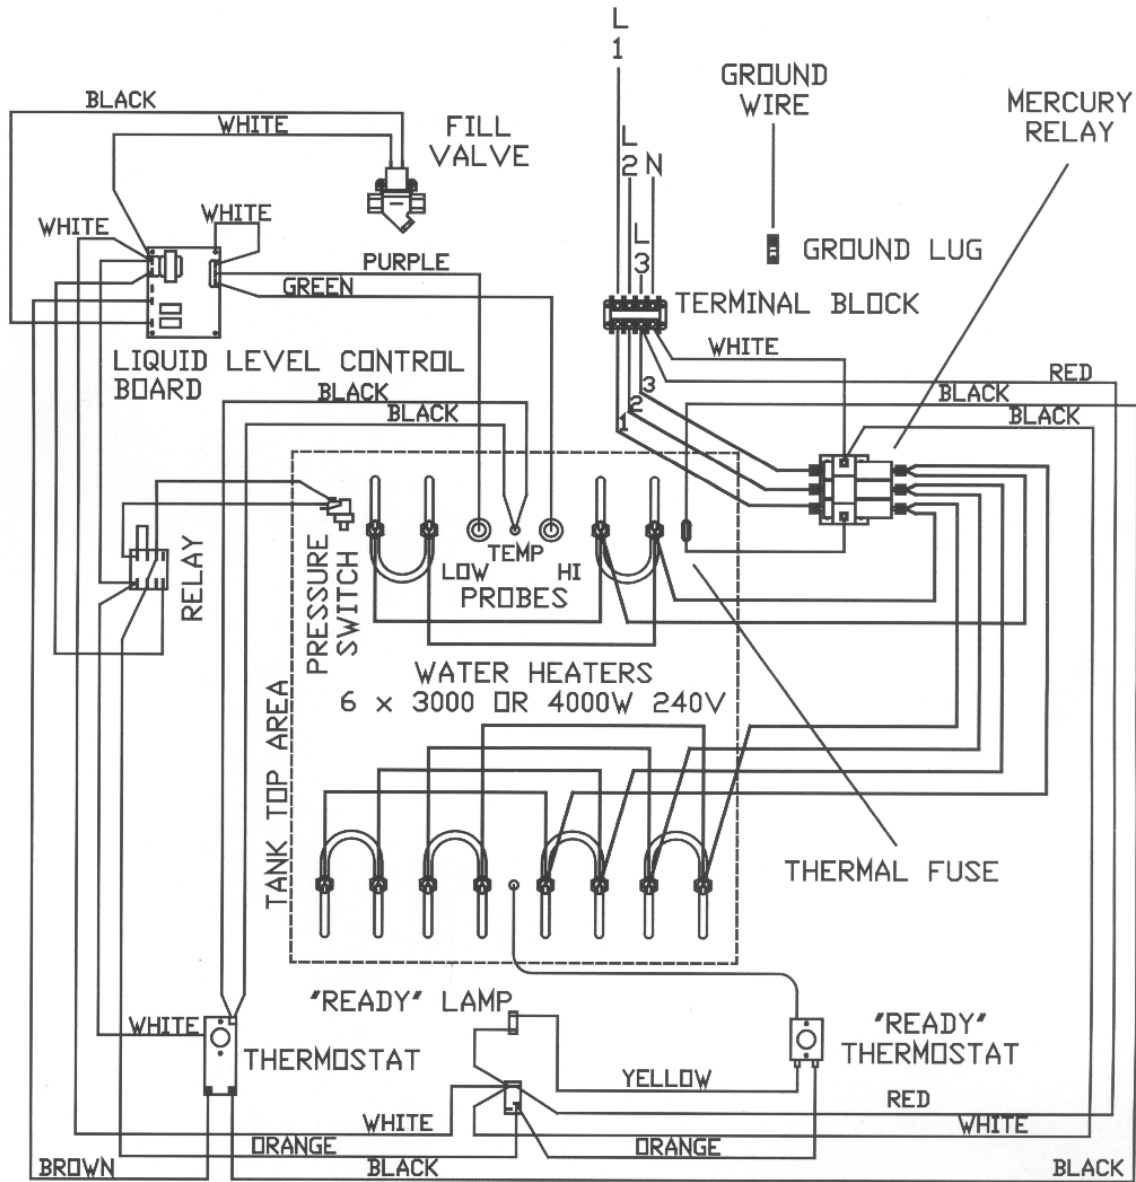 L
1
GROUND
WIRE
MERCURY
RELAY
BLACK
WHITE
FILL
VALVE
L
2
N
WHITE
WHITE
L
3
GROUND LUG
PURPLE
GREEN
TERMINAL BLOCK
WHITE
LIQUID LEVEL CONTROL
BOARD
RED
BLACK
BLACK
BLACK
BLACK
3
2
1
RELAY
PRESSURE
SWITCH
TEMP
LOW
HI
PROBES
WATER HEATERS
6 x 3000 OR 4000W 240V
TANK TOP AREA
THERMAL FUSE
"READY" LAMP
WHITE
THERMOSTAT
"READY"
THERMOSTAT
YELLOW
RED
WHITE
WHITE
ORANGE
ORANGE
BROWN
BLACK
BLACK